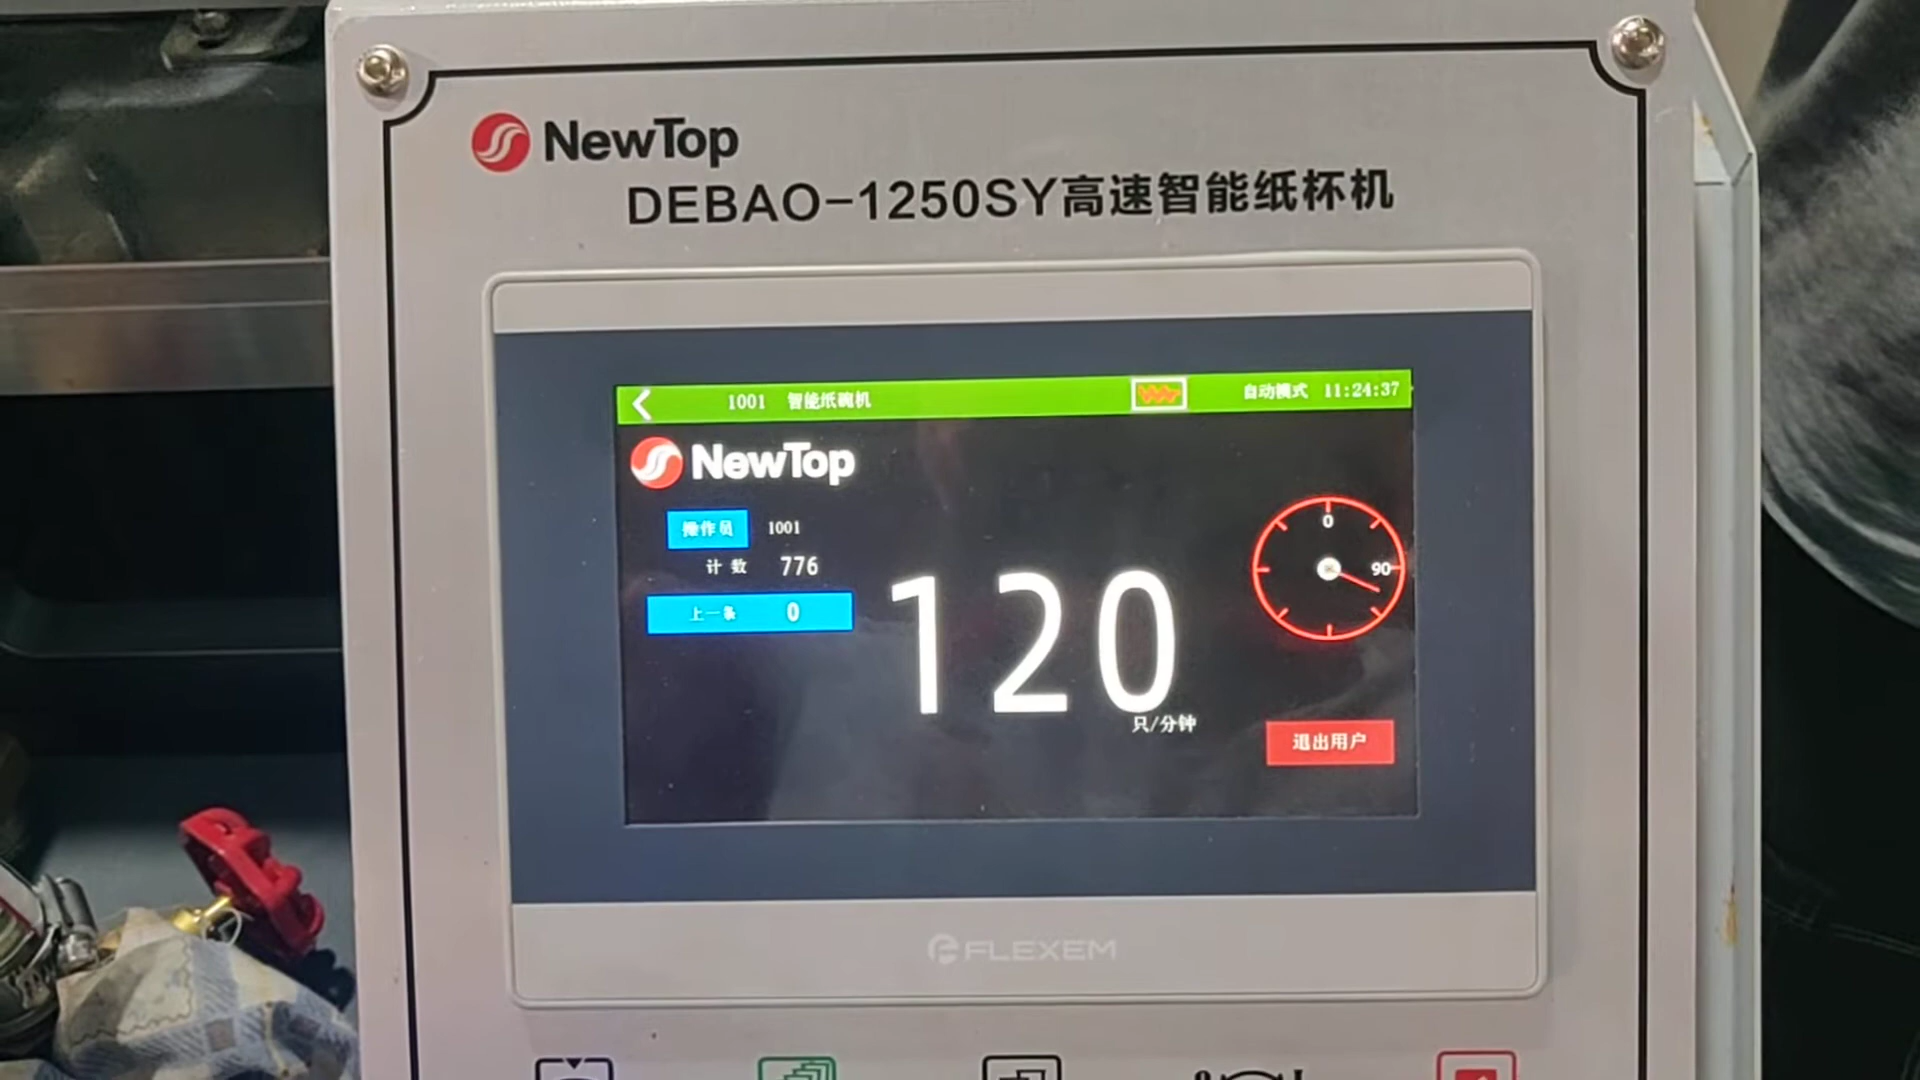 NewTop
DEBAO-1250SY高速智能纸杯机
1001 智能纸碗机 自动模式 11:24:37
NewTop
操作员 1001
计数 776
上一条 0
120
只/分钟
0
90
退出用户
FLEXEM